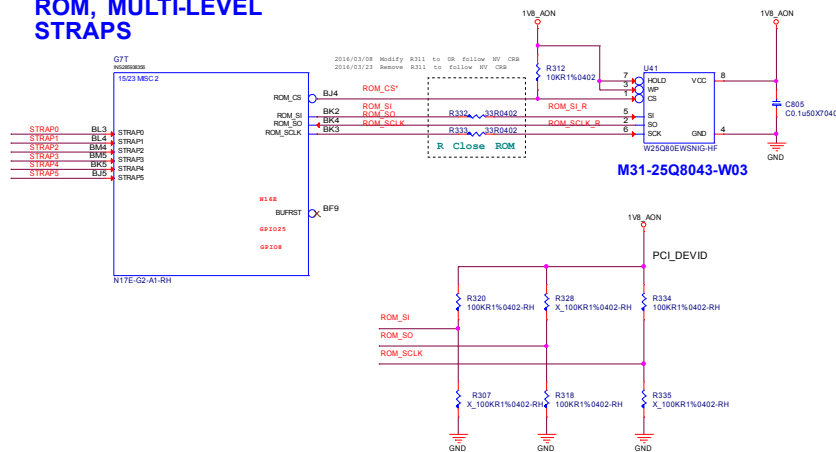 ROM, MULTI-LEVEL
STRAPS
G7T
15/23 MISC 2
STRAP0 BL3 STRAP0
STRAP1 BL4 STRAP1
STRAP2 BM4 STRAP2
STRAP3 BM5 STRAP3
STRAP4 BK5 STRAP4
STRAP5 BJ5 STRAP5
ROM_CS BJ4 ROM_CS*
ROM_SI BK2 ROM_SI
ROM_SO BK4 ROM_SO
ROM_SCLK BK3 ROM_SCLK
N16E
BUFRST BF9
GPIO25
GPIO8
N17E-G2-A1-RH
2016/03/08 Modify R311 to 0R follow NV CRB
2016/03/23 Remove R311 to follow NV CRB
R332 33R0402
R333 33R0402
R Close ROM
ROM_SI_R
ROM_SCLK_R
1V8_AON
R312
10KR1%0402
U41
7 HOLD VCC 8
3 WP
1 CS
5 SI
2 SO
6 SCK GND 4
W25Q80EWSNIG-HF
M31-25Q8043-W03
1V8_AON
C805
C0.1u50X7040
GND
1V8_AON
PCI_DEVID
R320
100KR1%0402-RH
R328
X_100KR1%0402-RH
R334
100KR1%0402-RH
ROM_SI
ROM_SO
ROM_SCLK
R307
X_100KR1%0402-RH
R318
100KR1%0402-RH
R335
X_100KR1%0402-RH
GND
GND
GND